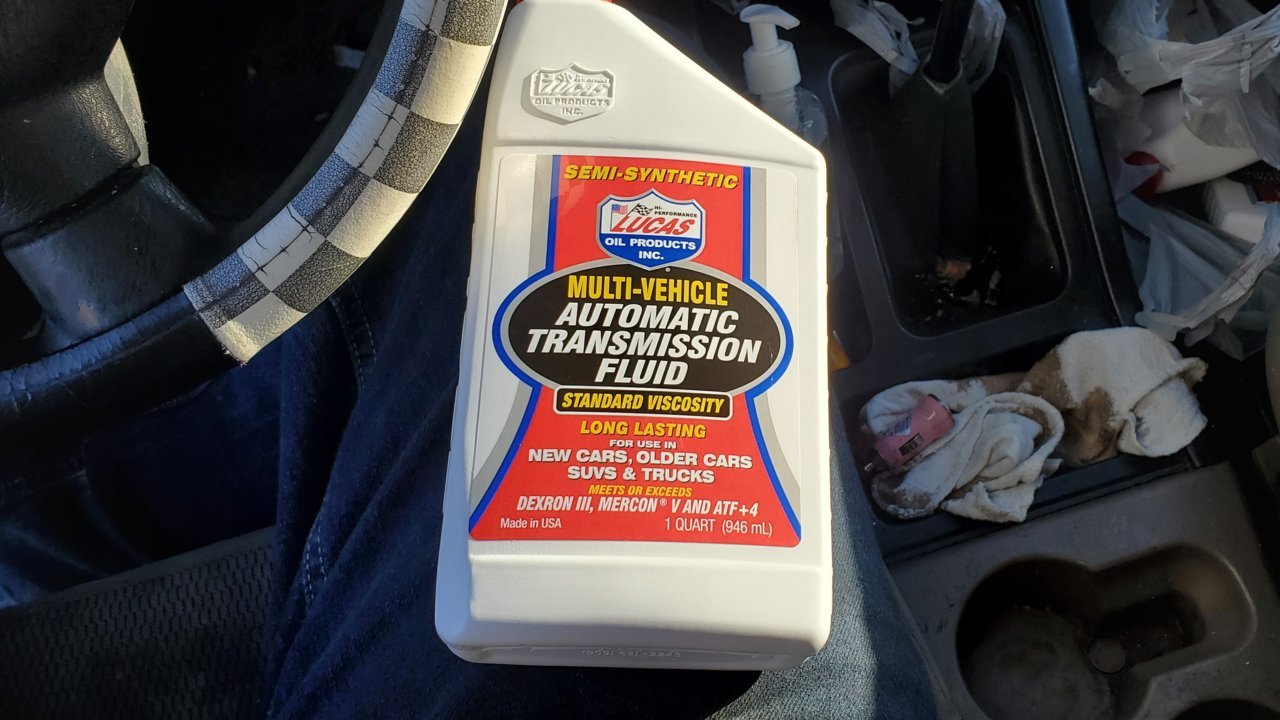 LUCAS
OIL PRODUCTS
INC.
SEMI-SYNTHETIC
HI-
PERFORMANCE
LUCAS
OIL PRODUCTS
INC.
MULTI-VEHICLE
AUTOMATIC
TRANSMISSION
FLUID
STANDARD VISCOSITY
LONG LASTING
FOR USE IN
NEW CARS, OLDER CARS
SUVS & TRUCKS
MEETS OR EXCEEDS
DEXRON III, MERCON® V AND ATF+4
Made in USA 1 QUART (946 mL)